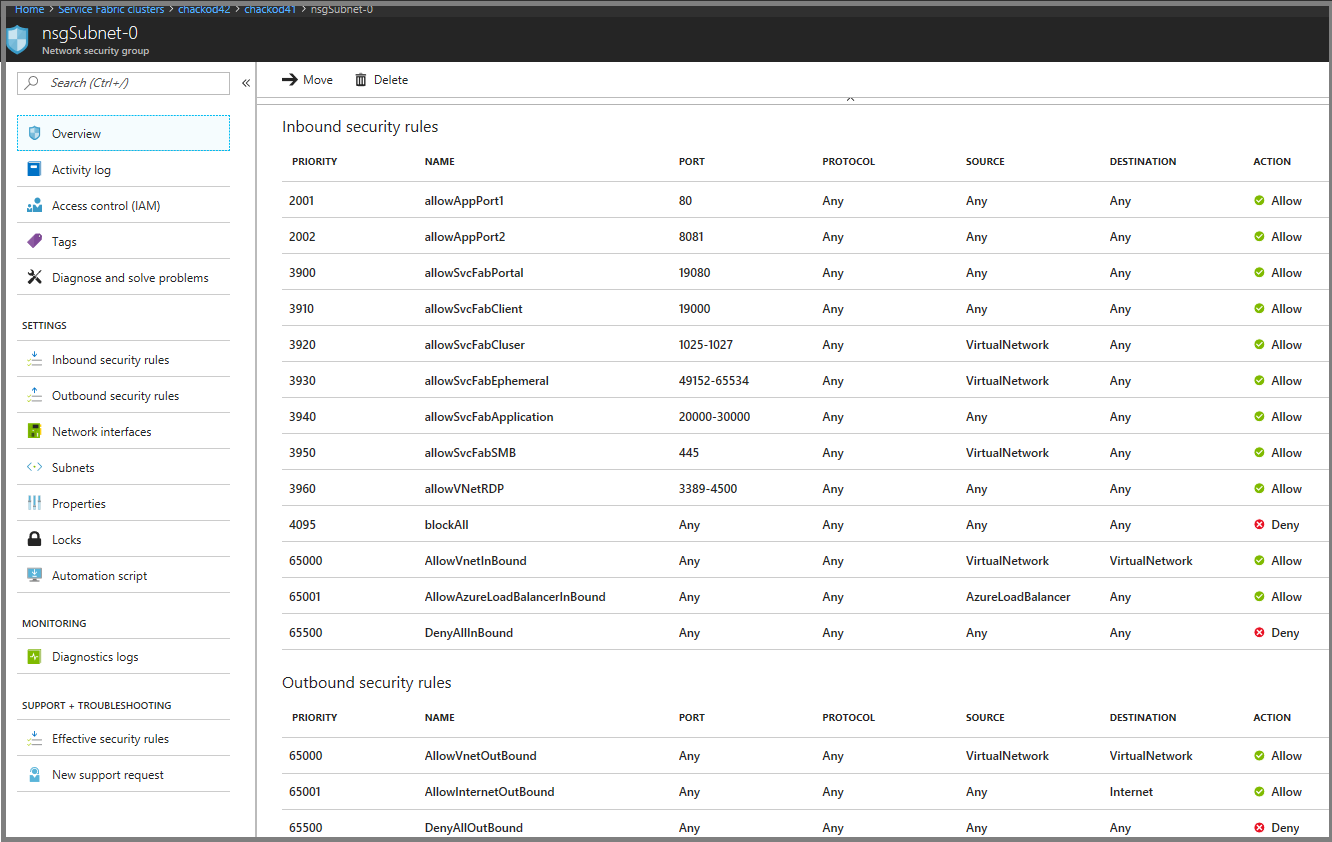 Home > Service Fabric clusters > chackod42 > chackod41 > nsgSubnet-0
nsgSubnet-0
Network security group
Search (Ctrl+/)
«
Move Delete
Overview
Activity log
Access control (IAM)
Tags
Diagnose and solve problems
SETTINGS
Inbound security rules
Outbound security rules
Network interfaces
Subnets
Properties
Locks
Automation script
MONITORING
Diagnostics logs
SUPPORT + TROUBLESHOOTING
Effective security rules
New support request
Inbound security rules
PRIORITY NAME PORT PROTOCOL SOURCE DESTINATION ACTION
2001 allowAppPort1 80 Any Any Any Allow
2002 allowAppPort2 8081 Any Any Any Allow
3900 allowSvcFabPortal 19080 Any Any Any Allow
3910 allowSvcFabClient 19000 Any Any Any Allow
3920 allowSvcFabCluser 1025-1027 Any VirtualNetwork Any Allow
3930 allowSvcFabEphemeral 49152-65534 Any VirtualNetwork Any Allow
3940 allowSvcFabApplication 20000-30000 Any Any Any Allow
3950 allowSvcFabSMB 445 Any VirtualNetwork Any Allow
3960 allowVNetRDP 3389-4500 Any Any Any Allow
4095 blockAll Any Any Any Any Deny
65000 AllowVnetInBound Any Any VirtualNetwork VirtualNetwork Allow
65001 AllowAzureLoadBalancerInBound Any Any AzureLoadBalancer Any Allow
65500 DenyAllInBound Any Any Any Any Deny
Outbound security rules
PRIORITY NAME PORT PROTOCOL SOURCE DESTINATION ACTION
65000 AllowVnetOutBound Any Any VirtualNetwork VirtualNetwork Allow
65001 AllowInternetOutBound Any Any Any Internet Allow
65500 DenyAllOutBound Any Any Any Any Deny